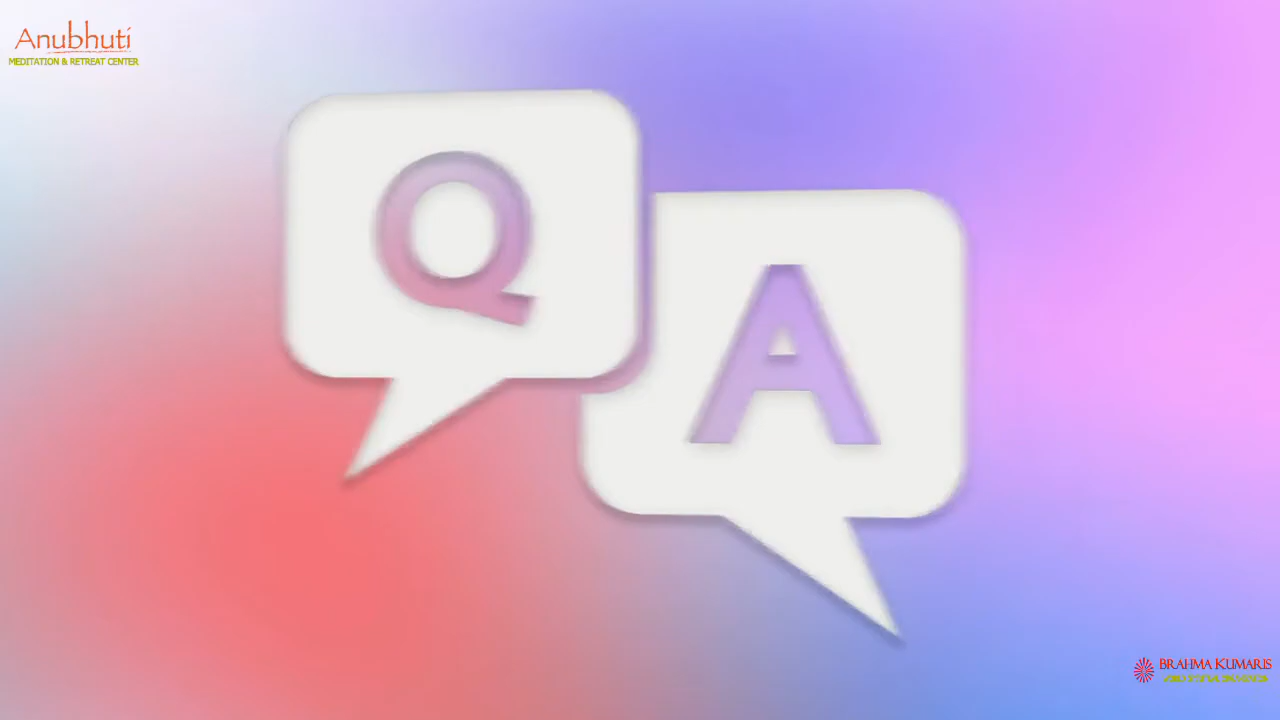 Anubhuti
MEDITATION & RETREAT CENTER
Q
A
BRAHMA KUMARIS